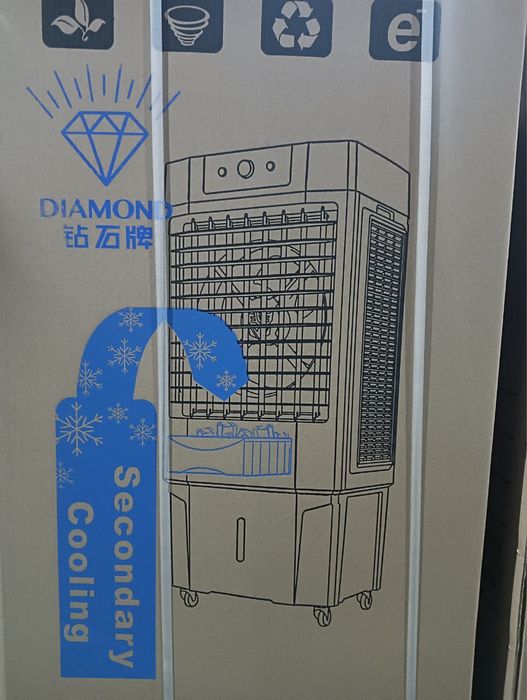 e
DIAMOND
钻石牌
Secondary
Cooling